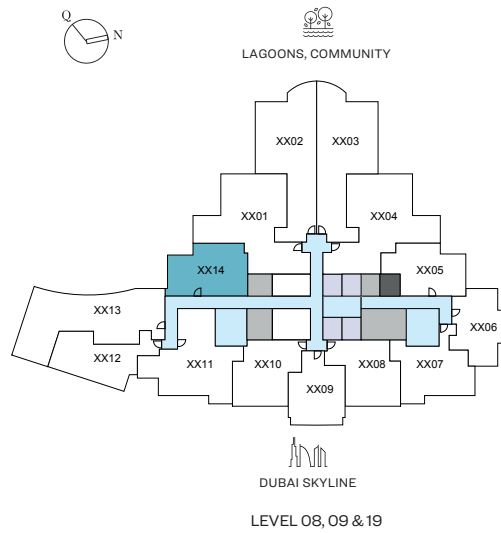 Q
N
LAGOONS, COMMUNITY
XX02
XX03
XX01
XX04
XX14
XX05
XX13
XX06
XX12
XX11
XX10
XX08
XX07
XX09
DUBAI SKYLINE
LEVEL 08, 09 & 19